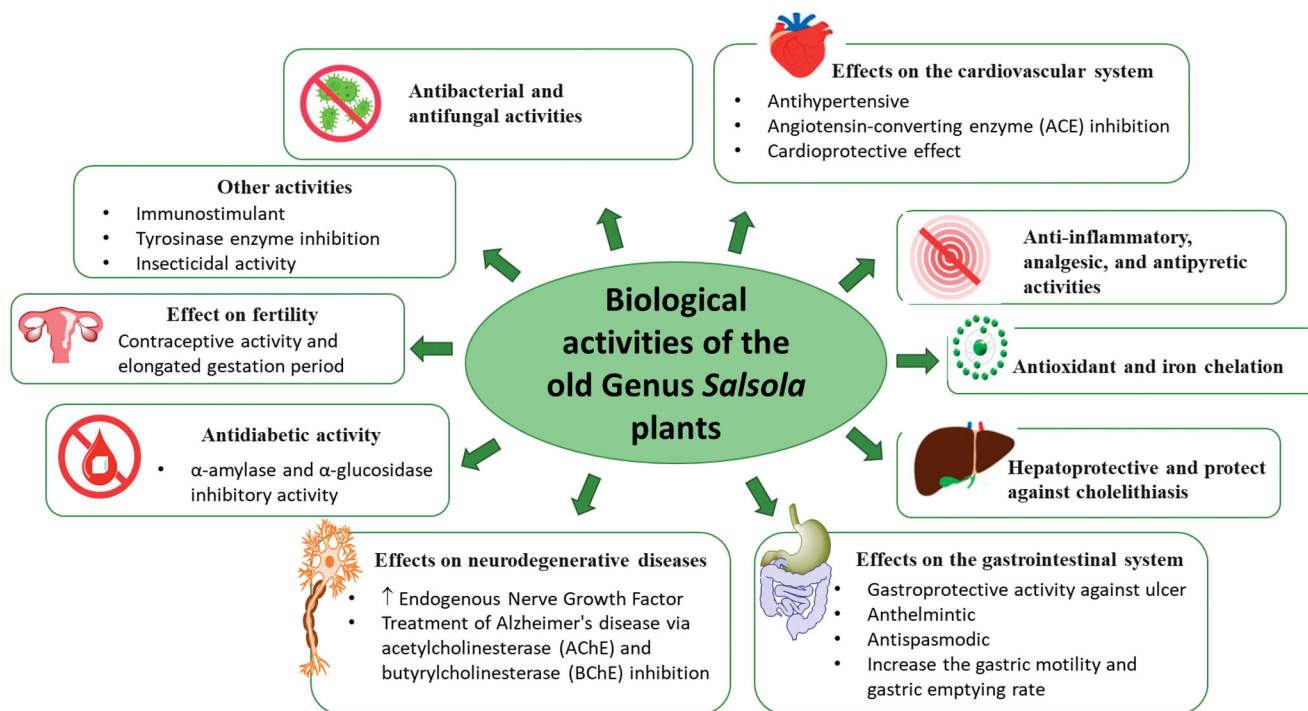 Antibacterial and
antifungal activities
Effects on the cardiovascular system
• Antihypertensive
• Angiotensin-converting enzyme (ACE) inhibition
• Cardioprotective effect
Other activities
• Immunostimulant
• Tyrosinase enzyme inhibition
• Insecticidal activity
Anti-inflammatory,
analgesic, and antipyretic
activities
Biological
activities of the
old Genus Salsola
plants
Effect on fertility
Contraceptive activity and
elongated gestation period
Antioxidant and iron chelation
Antidiabetic activity
• α-amylase and α-glucosidase
inhibitory activity
Hepatoprotective and protect
against cholelithiasis
Effects on neurodegenerative diseases
• ↑ Endogenous Nerve Growth Factor
• Treatment of Alzheimer's disease via
acetylcholinesterase (AChE) and
butyrylcholinesterase (BChE) inhibition
Effects on the gastrointestinal system
• Gastroprotective activity against ulcer
• Anthelmintic
• Antispasmodic
• Increase the gastric motility and
gastric emptying rate